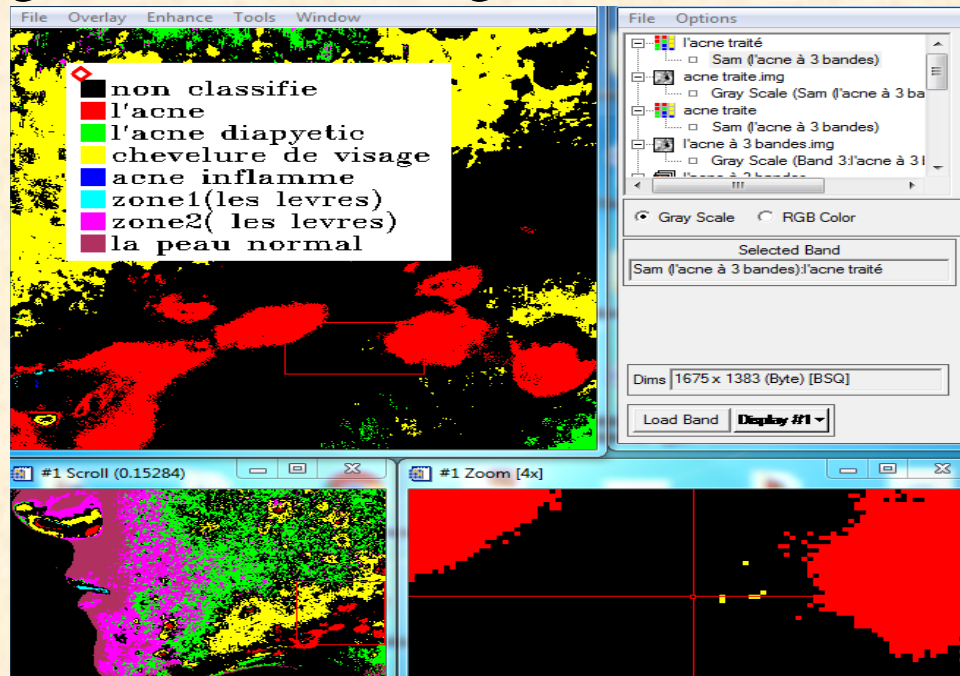 File Overlay Enhance Tools Window
non classifie
l'acne
l'acne diapyetic
chevelure de visage
acne inflamme
zone1(les levres)
zone2( les levres)
la peau normal
File Options
l'acne traité
Sam (l'acne à 3 bandes)
acne traite.img
Gray Scale (Sam (l'acne à 3 ba
acne traite
Sam (l'acne à 3 bandes)
l'acne à 3 bandes.img
Gray Scale (Band 3:l'acne à 3 l
Gray Scale RGB Color
Selected Band
Sam (l'acne à 3 bandes):l'acne traité
Dims 1675 x 1383 (Byte) [BSQ]
Load Band Display #1
#1 Scroll (0.15284)
#1 Zoom [4x]